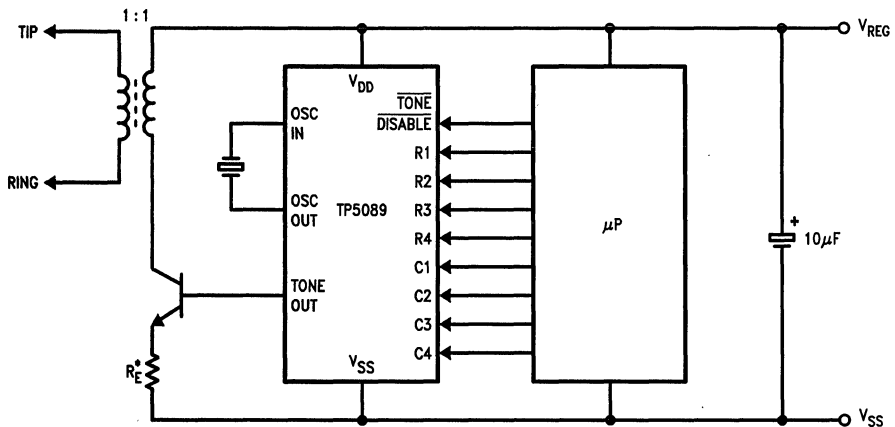 1:1
TIP
RING
V_REG
V_DD
OSC
IN
OSC
OUT
TP5089
TONE
OUT
V_SS
TONE
DISABLE
R1
R2
R3
R4
C1
C2
C3
C4
μP
+
10μF
R_E*
V_SS